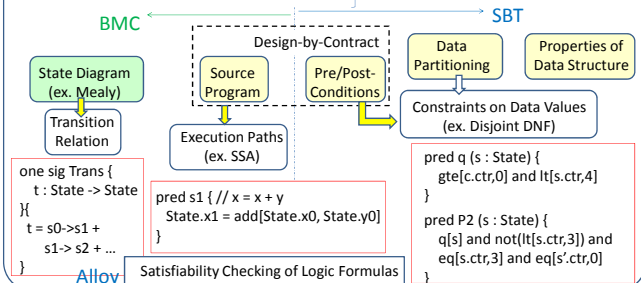 BMC
SBT
Design-by-Contract
State Diagram
(ex. Mealy)
Source
Program
Pre/Post-
Conditions
Data
Partitioning
Properties of
Data Structure
Transition
Relation
Execution Paths
(ex. SSA)
Constraints on Data Values
(ex. Disjoint DNF)
one sig Trans {
t : State -> State
}{
t = s0->s1 +
s1-> s2 + ...
}
pred s1 { // x = x + y
State.x1 = add[State.x0, State.y0]
}
pred q (s : State) {
gte[c.ctr,0] and lt[s.ctr,4]
}
pred P2 (s : State) {
q[s] and not(lt[s.ctr,3]) and
eq[s.ctr,3] and eq[s'.ctr,0]
}
Alloy
Satisfiability Checking of Logic Formulas